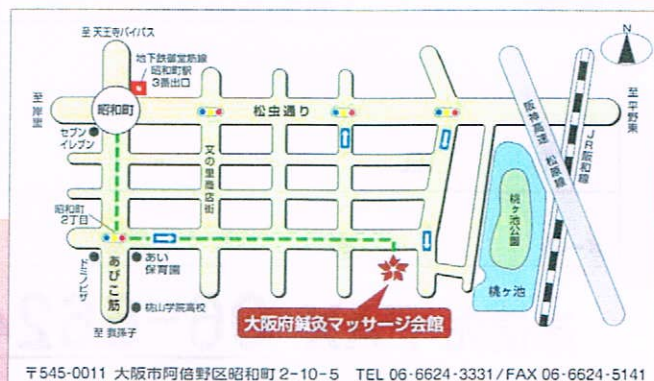 至 天王寺バイパス
N
地下鉄御堂筋線
昭和町駅
3番出口
至 岸里
昭和町
松虫通り
至 平野東
セブン
イレブン
文の里商店街
阪神高速 松原線
JR阪和線
昭和町
2丁目
桃ヶ池公園
あい
保育園
ドミノピザ
あびこ筋
桃山学院高校
桃ヶ池
至 我孫子
大阪府鍼灸マッサージ会館
〒545-0011 大阪市阿倍野区昭和町2-10-5 TEL 06-6624-3331/FAX 06-6624-5141